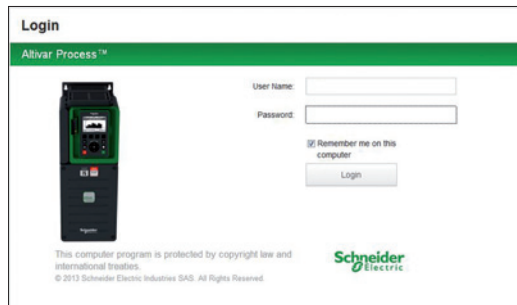 Login
Altivar Process™
User Name:
Password:
Remember me on this
computer
Login
This computer program is protected by copyright law and
international treaties.
© 2013 Schneider Electric Industries SAS. All Rights Reserved.
Schneider
Electric